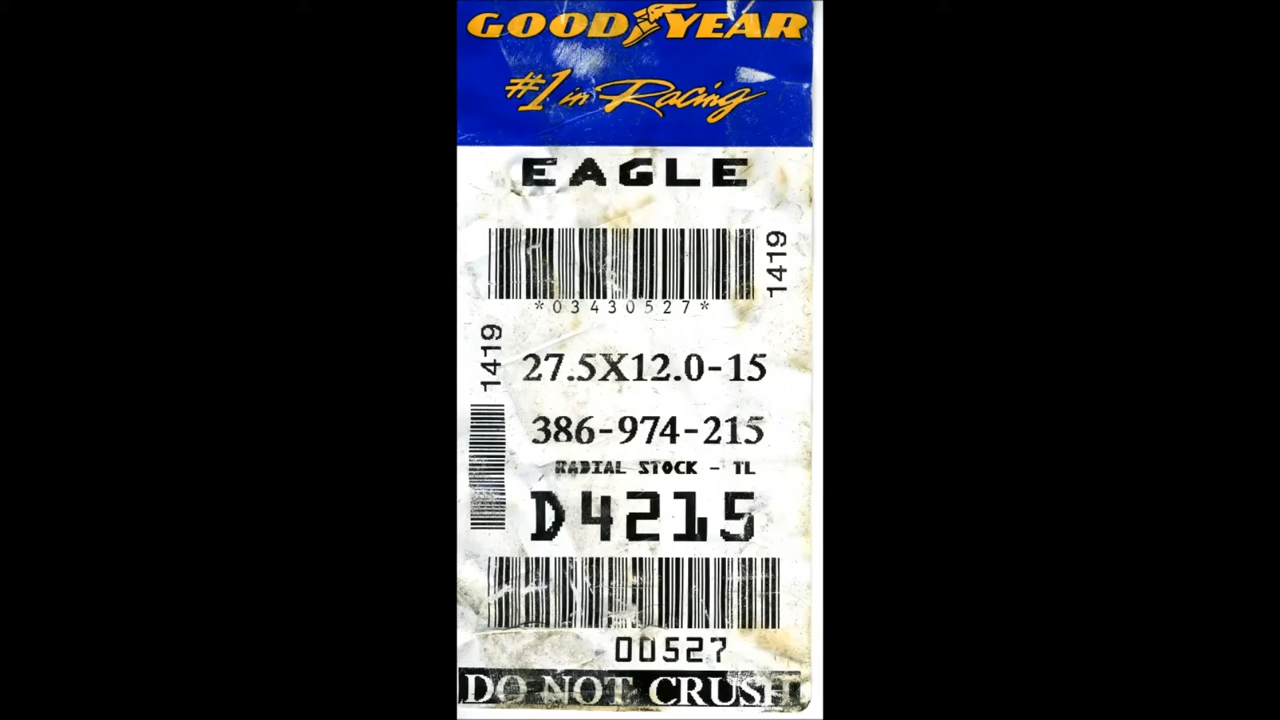 GOODYEAR
#1 in Racing
EAGLE
1419
*03430527*
1419
27.5X12.0-15
386-974-215
RADIAL STOCK - TL
D4215
00527
DO NOT CRUSH